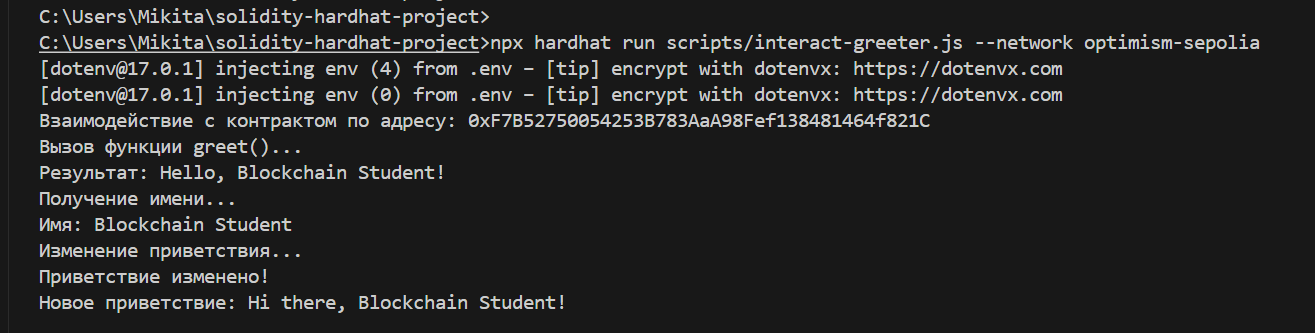 C:\Users\Mikita\solidity-hardhat-project>
C:\Users\Mikita\solidity-hardhat-project>npx hardhat run scripts/interact-greeter.js --network optimism-sepolia
[dotenv@17.0.1] injecting env (4) from .env – [tip] encrypt with dotenvx: https://dotenvx.com
[dotenv@17.0.1] injecting env (0) from .env – [tip] encrypt with dotenvx: https://dotenvx.com
Взаимодействие с контрактом по адресу: 0xF7B52750054253B783AaA98Fef138481464f821C
Вызов функции greet()...
Результат: Hello, Blockchain Student!
Получение имени...
Имя: Blockchain Student
Изменение приветствия...
Приветствие изменено!
Новое приветствие: Hi there, Blockchain Student!